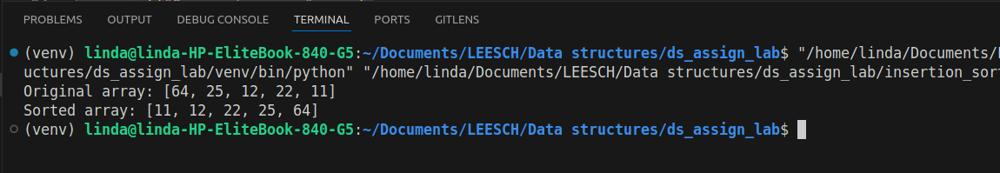 PROBLEMS OUTPUT DEBUG CONSOLE TERMINAL PORTS GITLENS
(venv) linda@linda-HP-EliteBook-840-G5:~/Documents/LEESCH/Data structures/ds_assign_lab$ "/home/linda/Documents/
uctures/ds_assign_lab/venv/bin/python" "/home/linda/Documents/LEESCH/Data structures/ds_assign_lab/insertion_sor
Original array: [64, 25, 12, 22, 11]
Sorted array: [11, 12, 22, 25, 64]
(venv) linda@linda-HP-EliteBook-840-G5:~/Documents/LEESCH/Data structures/ds_assign_lab$